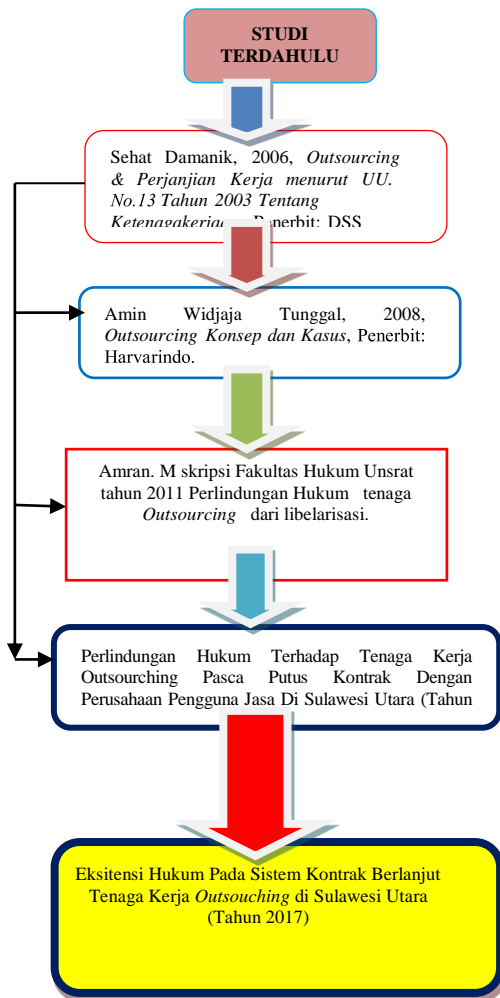 STUDI
TERDAHULU
Sehat Damanik, 2006, Outsourcing
& Perjanjian Kerja menurut UU.
No.13 Tahun 2003 Tentang
Penerbit: DSS
Amin Widjaja Tunggal, 2008,
Outsourcing Konsep dan Kasus, Penerbit:
Harvarindo.
Amran. M skripsi Fakultas Hukum Unsrat
tahun 2011 Perlindungan Hukum tenaga
Outsourcing dari libelarisasi.
Perlindungan Hukum Terhadap Tenaga Kerja
Outsourching Pasca Putus Kontrak Dengan
Perusahaan Pengguna Jasa Di Sulawesi Utara (Tahun
Eksitensi Hukum Pada Sistem Kontrak Berlanjut
Tenaga Kerja Outsouching di Sulawesi Utara
(Tahun 2017)